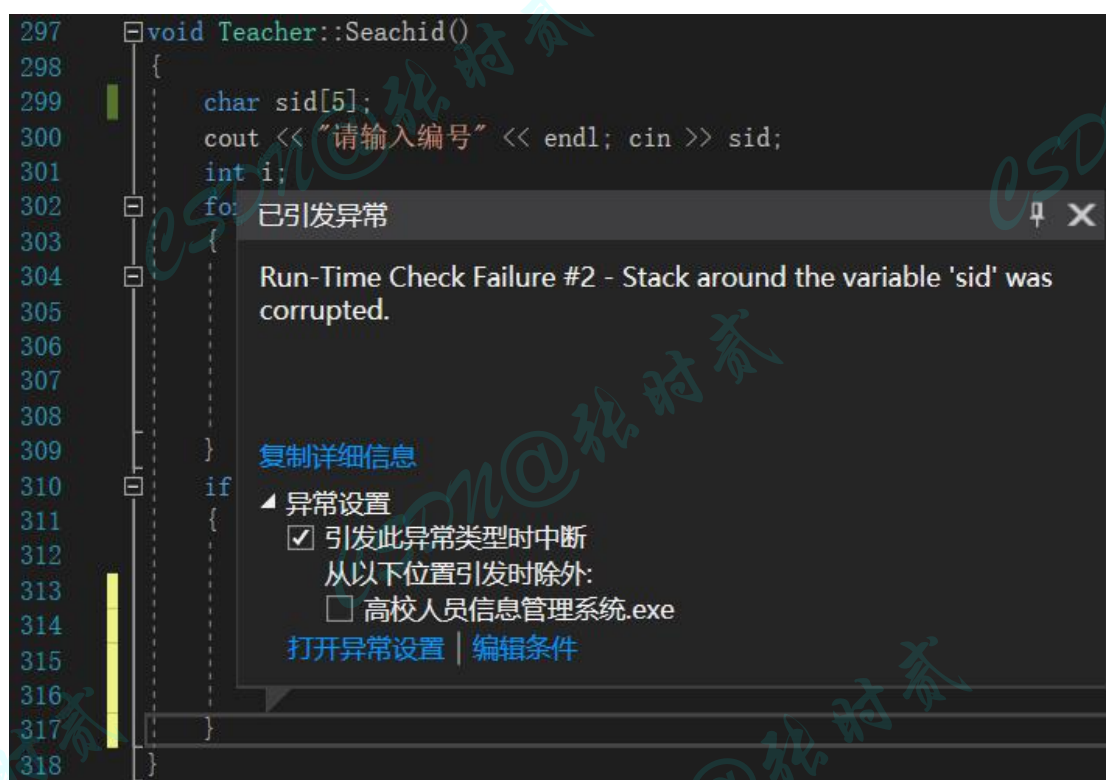 297 void Teacher::Seachid()
298 {
299 char sid[5];
300 cout << "请输入编号" << endl; cin >> sid;
301 int i;
302 for
303 {
304
305
306
307
308
309 }
310 if
311 {
312
313
314
315
316
317 }
318 }
已引发异常
Run-Time Check Failure #2 - Stack around the variable 'sid' was
corrupted.
复制详细信息
异常设置
引发此异常类型时中断
从以下位置引发时除外:
高校人员信息管理系统.exe
打开异常设置 | 编辑条件
CSDN@张时贰